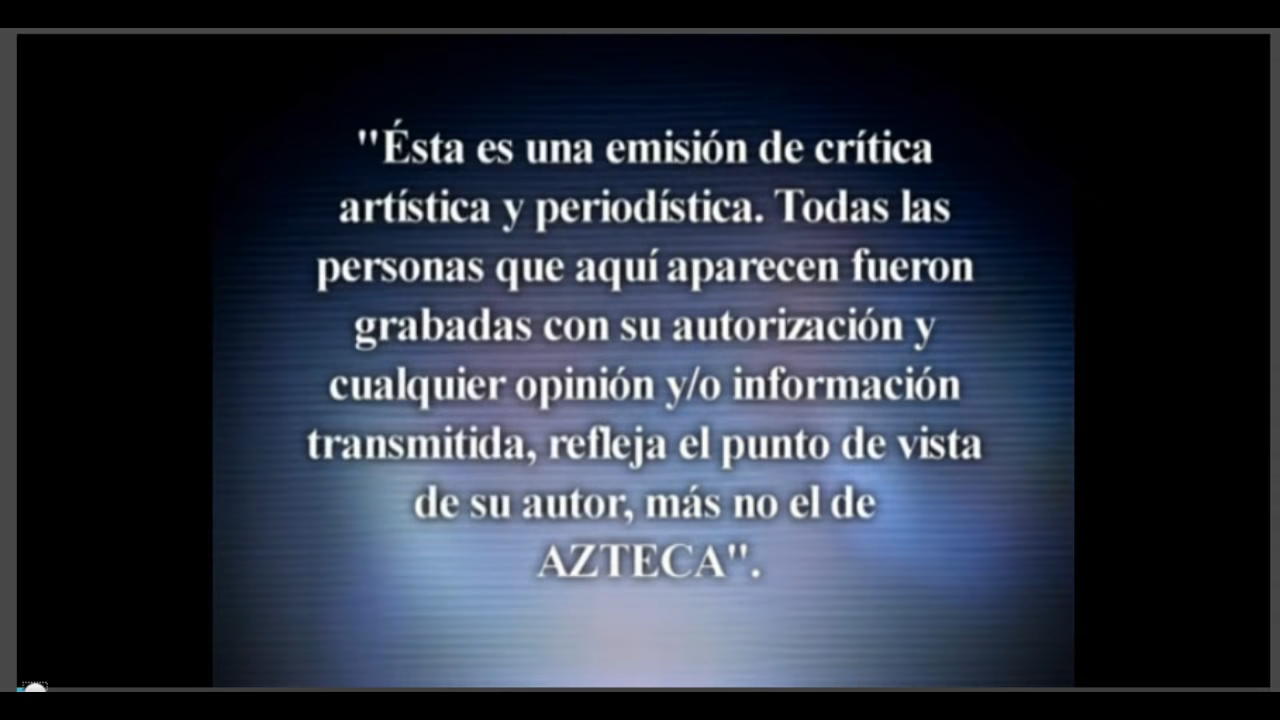 "Ésta es una emisión de crítica
artística y periodística. Todas las
personas que aquí aparecen fueron
grabadas con su autorización y
cualquier opinión y/o información
transmitida, refleja el punto de vista
de su autor, más no el de
AZTECA".